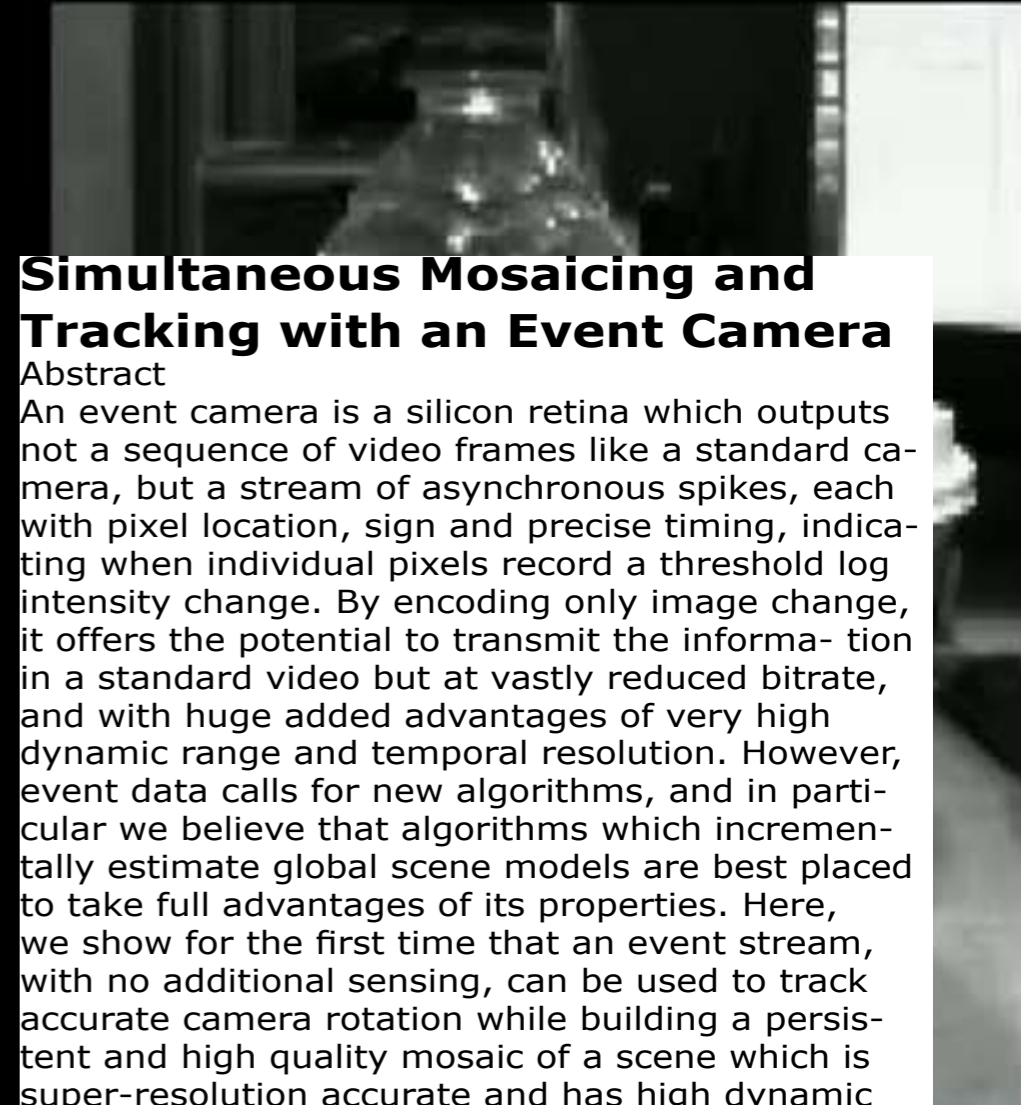 Simultaneous Mosaicing and
Tracking with an Event Camera
Abstract
An event camera is a silicon retina which outputs
not a sequence of video frames like a standard ca-
mera, but a stream of asynchronous spikes, each
with pixel location, sign and precise timing, indica-
ting when individual pixels record a threshold log
intensity change. By encoding only image change,
it offers the potential to transmit the informa- tion
in a standard video but at vastly reduced bitrate,
and with huge added advantages of very high
dynamic range and temporal resolution. However,
event data calls for new algorithms, and in parti-
cular we believe that algorithms which incremen-
tally estimate global scene models are best placed
to take full advantages of its properties. Here,
we show for the first time that an event stream,
with no additional sensing, can be used to track
accurate camera rotation while building a persis-
tent and high quality mosaic of a scene which is
super-resolution accurate and has high dynamic